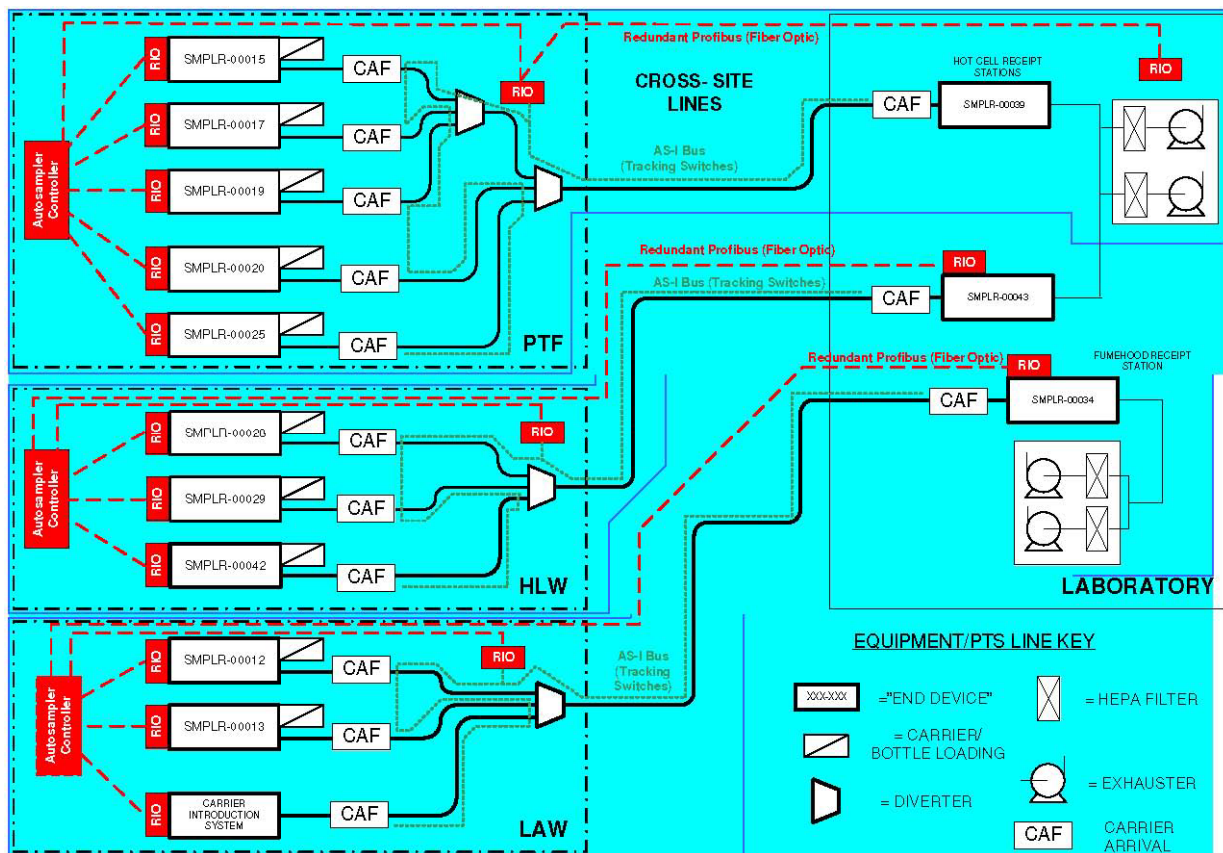 Redundant Profibus (Fiber Optic)
RIO
SMPLR-00015
CAF
RIO
CROSS- SITE
LINES
HOT CELL RECEIPT
STATIONS
RIO
CAF
SMPLR-00039
RIO
SMPLR-00017
CAF
Autosampler
Controller
AS-I Bus
(Tracking Switches)
RIO
SMPLR-00019
CAF
RIO
SMPLR-00020
CAF
Redundant Profibus (Fiber Optic)
RIO
AS-I Bus (Tracking Switches)
CAF
SMPLR-00043
RIO
SMPLR-00025
CAF
PTF
Redundant Profibus (Fiber Optic)
RIO
FUMEHOOD RECEIPT
STATION
CAF
SMPLR-00034
RIO
SMPLR-00028
CAF
RIO
Autosampler
Controller
RIO
SMPLR-00029
CAF
RIO
SMPLR-00042
CAF
HLW
LABORATORY
RIO
SMPLR-00012
CAF
RIO
AS-I Bus
(Tracking
Switches)
Autosampler
Controller
RIO
SMPLR-00013
CAF
RIO
CARRIER
INTRODUCTION
SYSTEM
CAF
LAW
EQUIPMENT/PTS LINE KEY
XXX-XXX
="END DEVICE"
= HEPA FILTER
= CARRIER/
BOTTLE LOADING
= EXHAUSTER
= DIVERTER
CAF
CARRIER
ARRIVAL